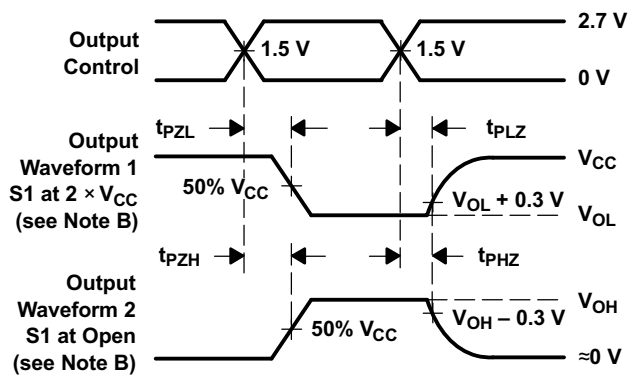 2.7 V
Output
Control
1.5 V
1.5 V
0 V
Output
Waveform 1
S1 at 2 × VCC
(see Note B)
tPZL
tPLZ
VCC
50% VCC
VOL + 0.3 V
VOL
tPZH
tPHZ
Output
Waveform 2
S1 at Open
(see Note B)
VOH
VOH – 0.3 V
50% VCC
≈0 V